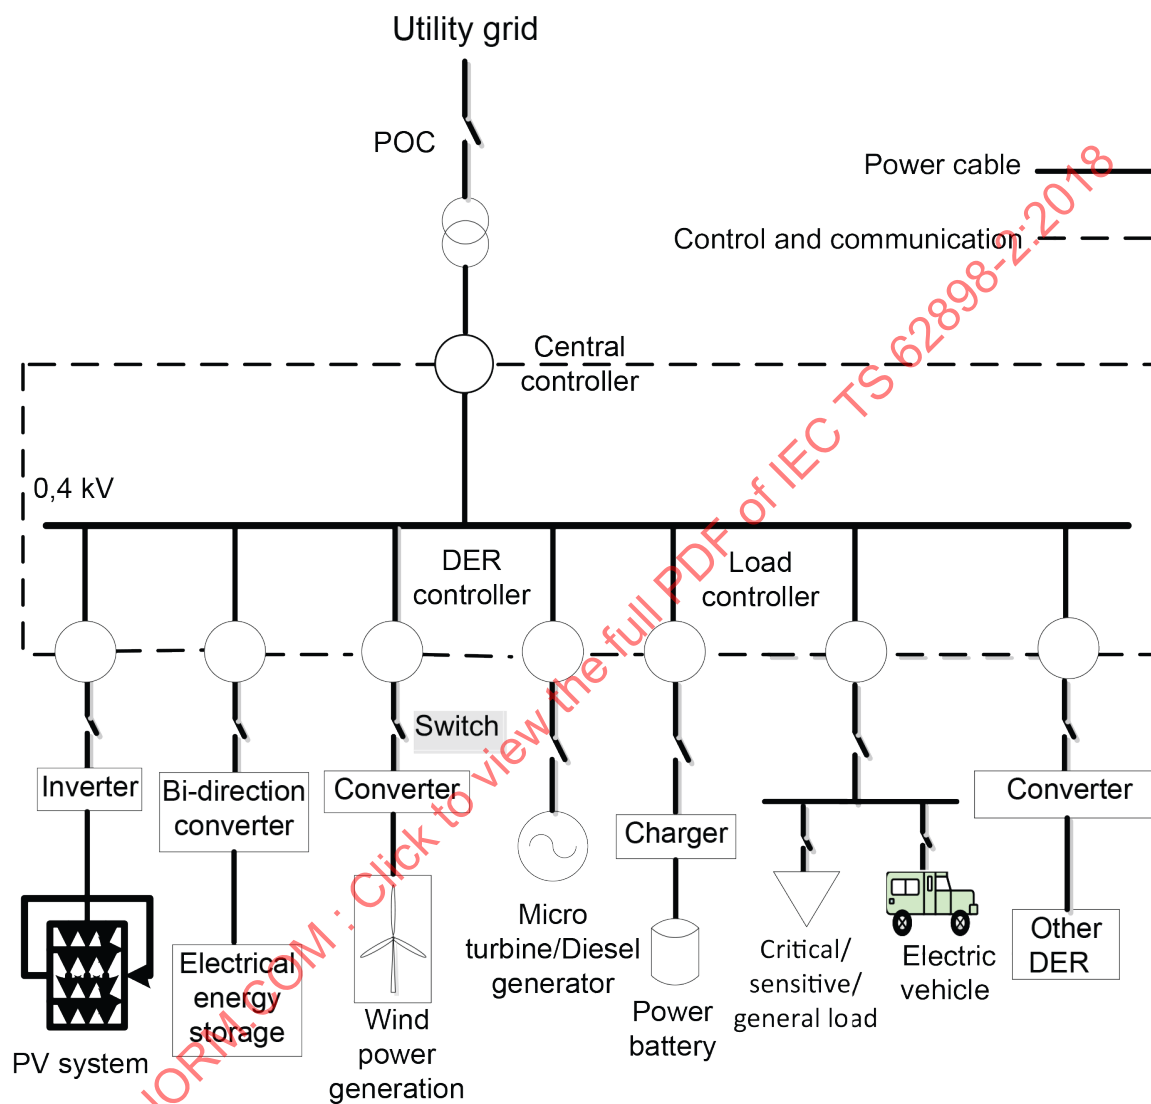 Utility grid
POC
Power cable
Control and communication
Central
controller
0,4 kV
DER
controller
Load
controller
Switch
Inverter
Bi-direction
converter
Converter
Charger
Converter
Electrical
energy
storage
PV system
Wind
power
generation
Micro
turbine/Diesel
generator
Power
battery
Critical/
sensitive/
general load
Electric
vehicle
Other
DER
NORM.COM : Click to view the full PDF of IEC TS 62898-2:2018